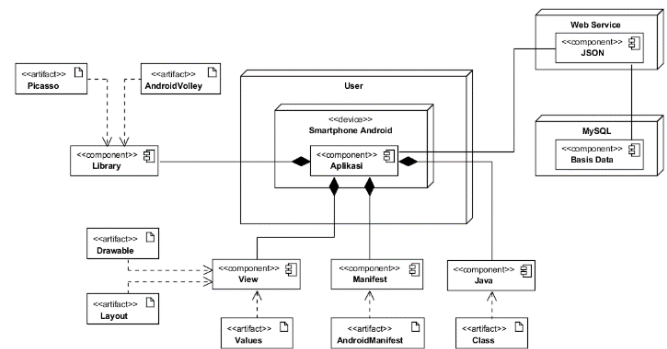 Web Service
<<component>>
JSON
<<artifact>>
Picasso
<<artifact>>
AndroidVolley
User
<<device>>
Smartphone Android
MySQL
<<component>>
Basis Data
<<component>>
Library
<<component>>
Aplikasi
<<artifact>>
Drawable
<<component>>
View
<<component>>
Manifest
<<component>>
Java
<<artifact>>
Layout
<<artifact>>
Values
<<artifact>>
AndroidManifest
<<artifact>>
Class